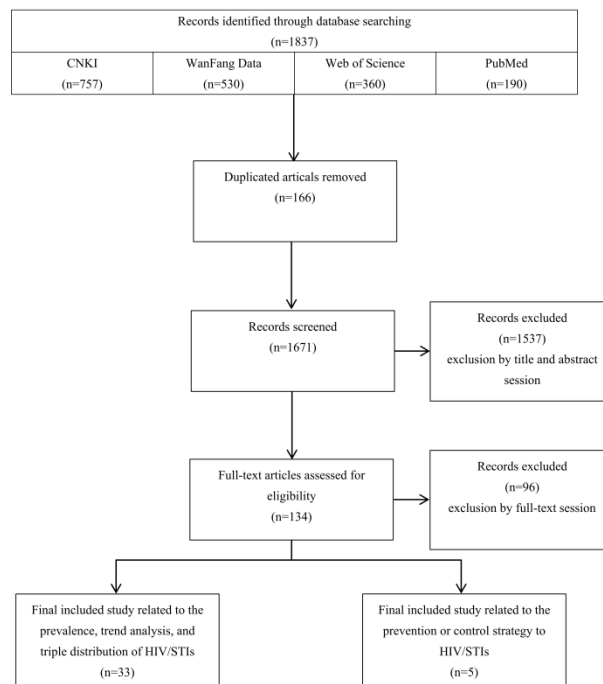 Records identified through database searching
(n=1837)
CNKI
(n=757)
WanFang Data
(n=530)
Web of Science
(n=360)
PubMed
(n=190)
Duplicated articals removed
(n=166)
Records screened
(n=1671)
Records excluded
(n=1537)
exclusion by title and abstract
session
Full-text articles assessed for
eligibility
(n=134)
Records excluded
(n=96)
exclusion by full-text session
Final included study related to the
prevalence, trend analysis, and
triple distribution of HIV/STIs
(n=33)
Final included study related to the
prevention or control strategy to
HIV/STIs
(n=5)